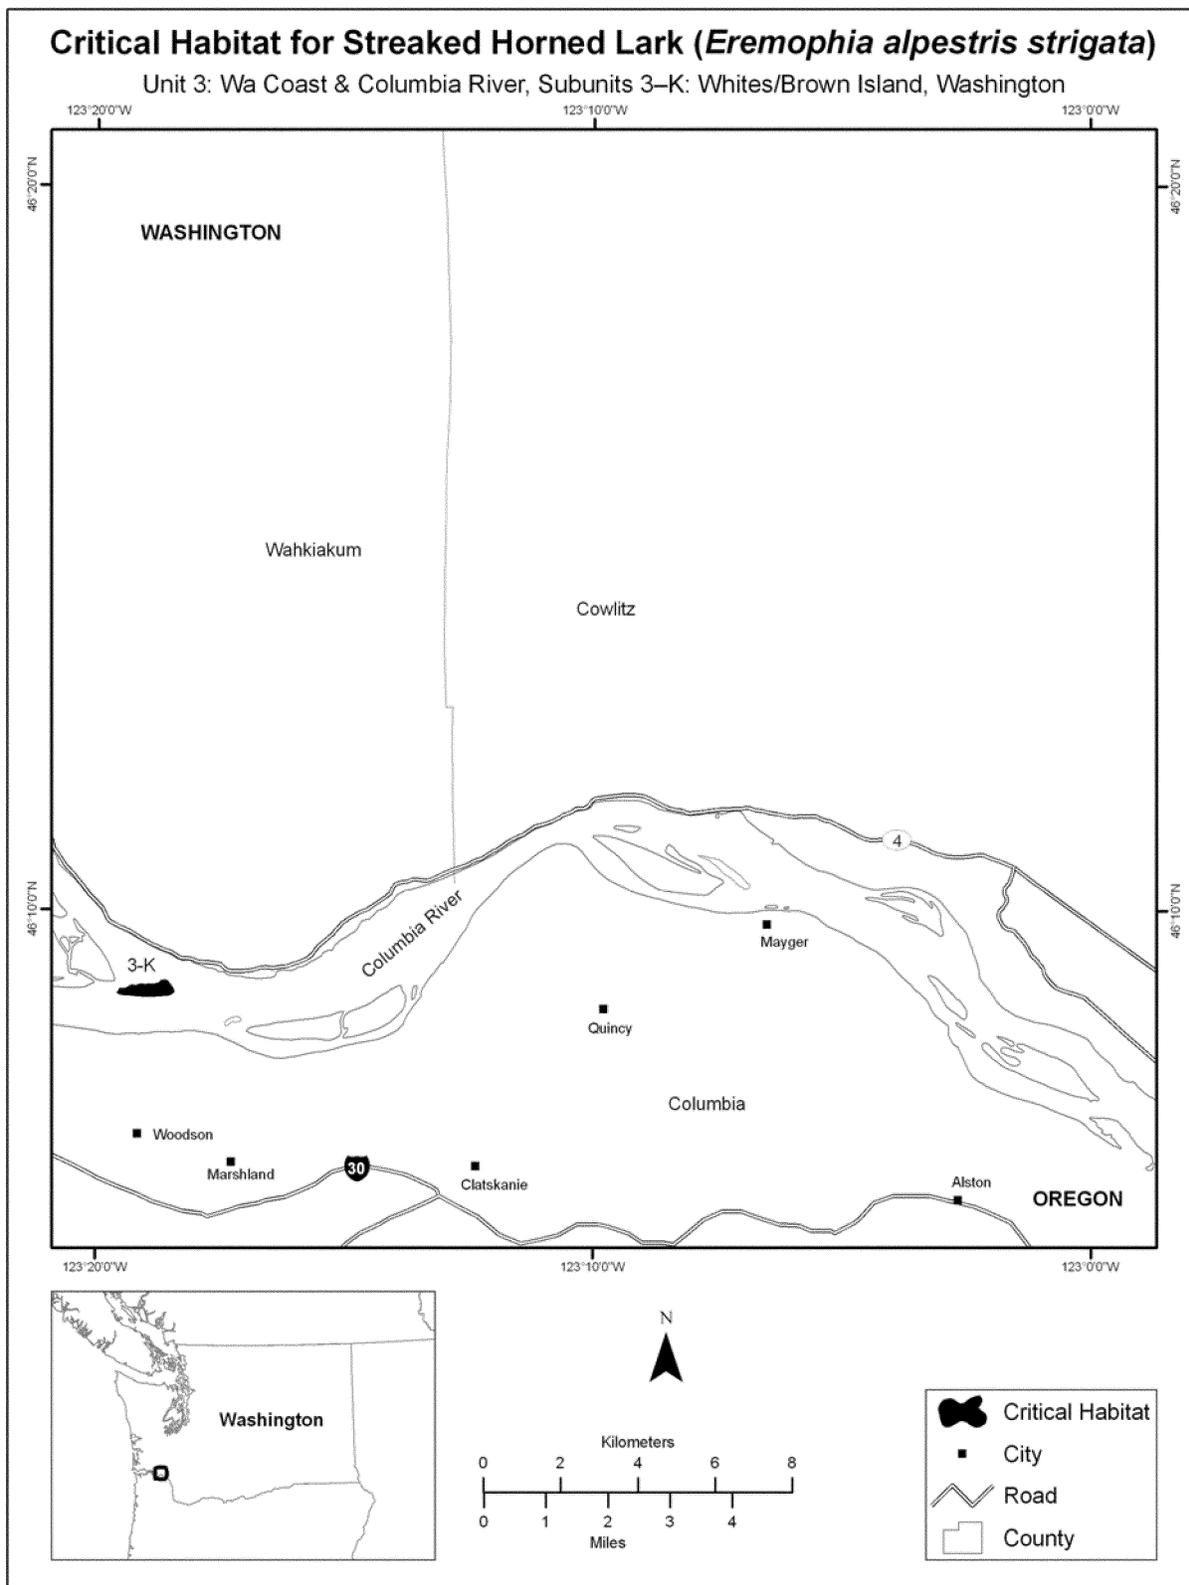 Critical Habitat for Streaked Horned Lark (Eremophia alpestris strigata)
Unit 3: Wa Coast & Columbia River, Subunits 3–K: Whites/Brown Island, Washington
123°20'0"W 123°10'0"W 123°0'0"W
46°20'0"N 46°20'0"N
WASHINGTON
Wahkiakum
Cowlitz
4
46°10'0"N 46°10'0"N
Columbia River
Mayger
3-K
Quincy
Columbia
Woodson
Marshland
30
Clatskanie
Alston
OREGON
123°20'0"W 123°10'0"W 123°0'0"W
Washington
N
Kilometers
0 2 4 6 8
0 1 2 3 4
Miles
Critical Habitat
City
Road
County